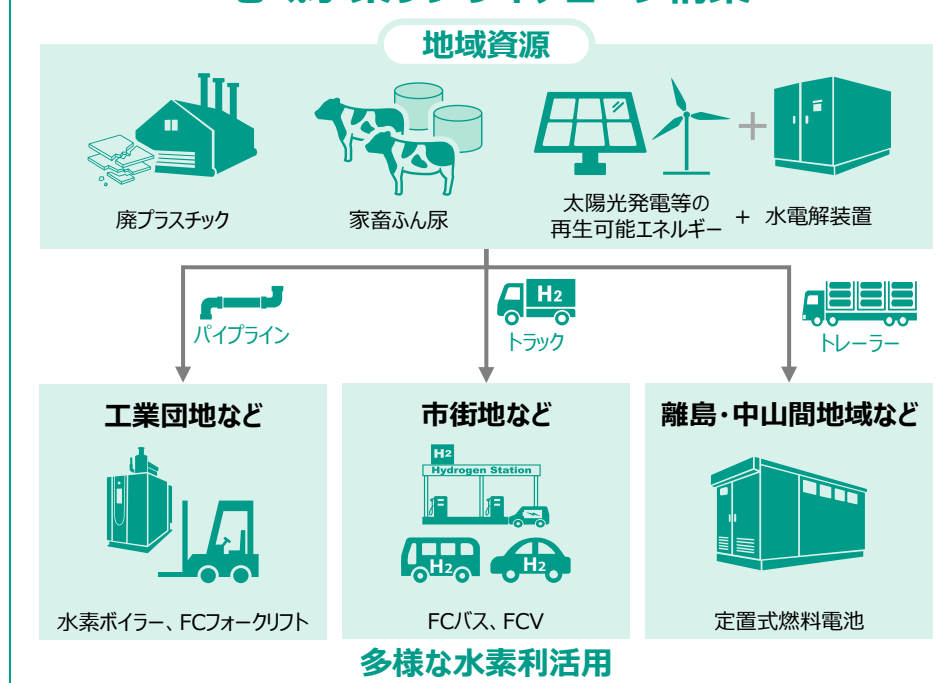 地域資源
廃プラスチック
家畜ふん尿
太陽光発電等の
再生可能エネルギー
+
水電解装置
パイプライン
H2
トラック
トレーラー
工業団地など
市街地など
離島・中山間地域など
H2
Hydrogen Station
H2
H2
水素ボイラー、FCフォークリフト
FCバス、FCV
定置式燃料電池
多様な水素利活用